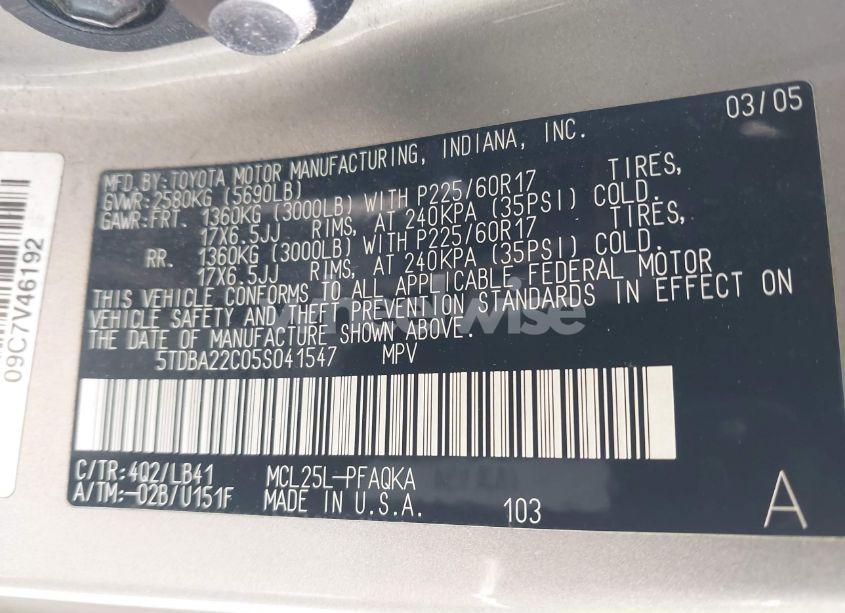 03/05
MFD.BY:TOYOTA MOTOR MANUFACTURING, INDIANA, INC.
GVWR:2580KG (5690LB)
GAWR:FRT. 1360KG (3000LB) WITH P225/60R17 TIRES,
17X6.5JJ RIMS, AT 240KPA (35PSI) COLD.
RR. 1360KG (3000LB) WITH P225/60R17 TIRES,
17X6.5JJ RIMS, AT 240KPA (35PSI) COLD.
THIS VEHICLE CONFORMS TO ALL APPLICABLE FEDERAL MOTOR
VEHICLE SAFETY AND THEFT PREVENTION STANDARDS IN EFFECT ON
THE DATE OF MANUFACTURE SHOWN ABOVE.
5TDBA22C05S041547 MPV
C/TR:4Q2/LB41 MCL25L-PFAQKA
A/TM:-02B/U151F MADE IN U.S.A. 103 A
09C7V46192